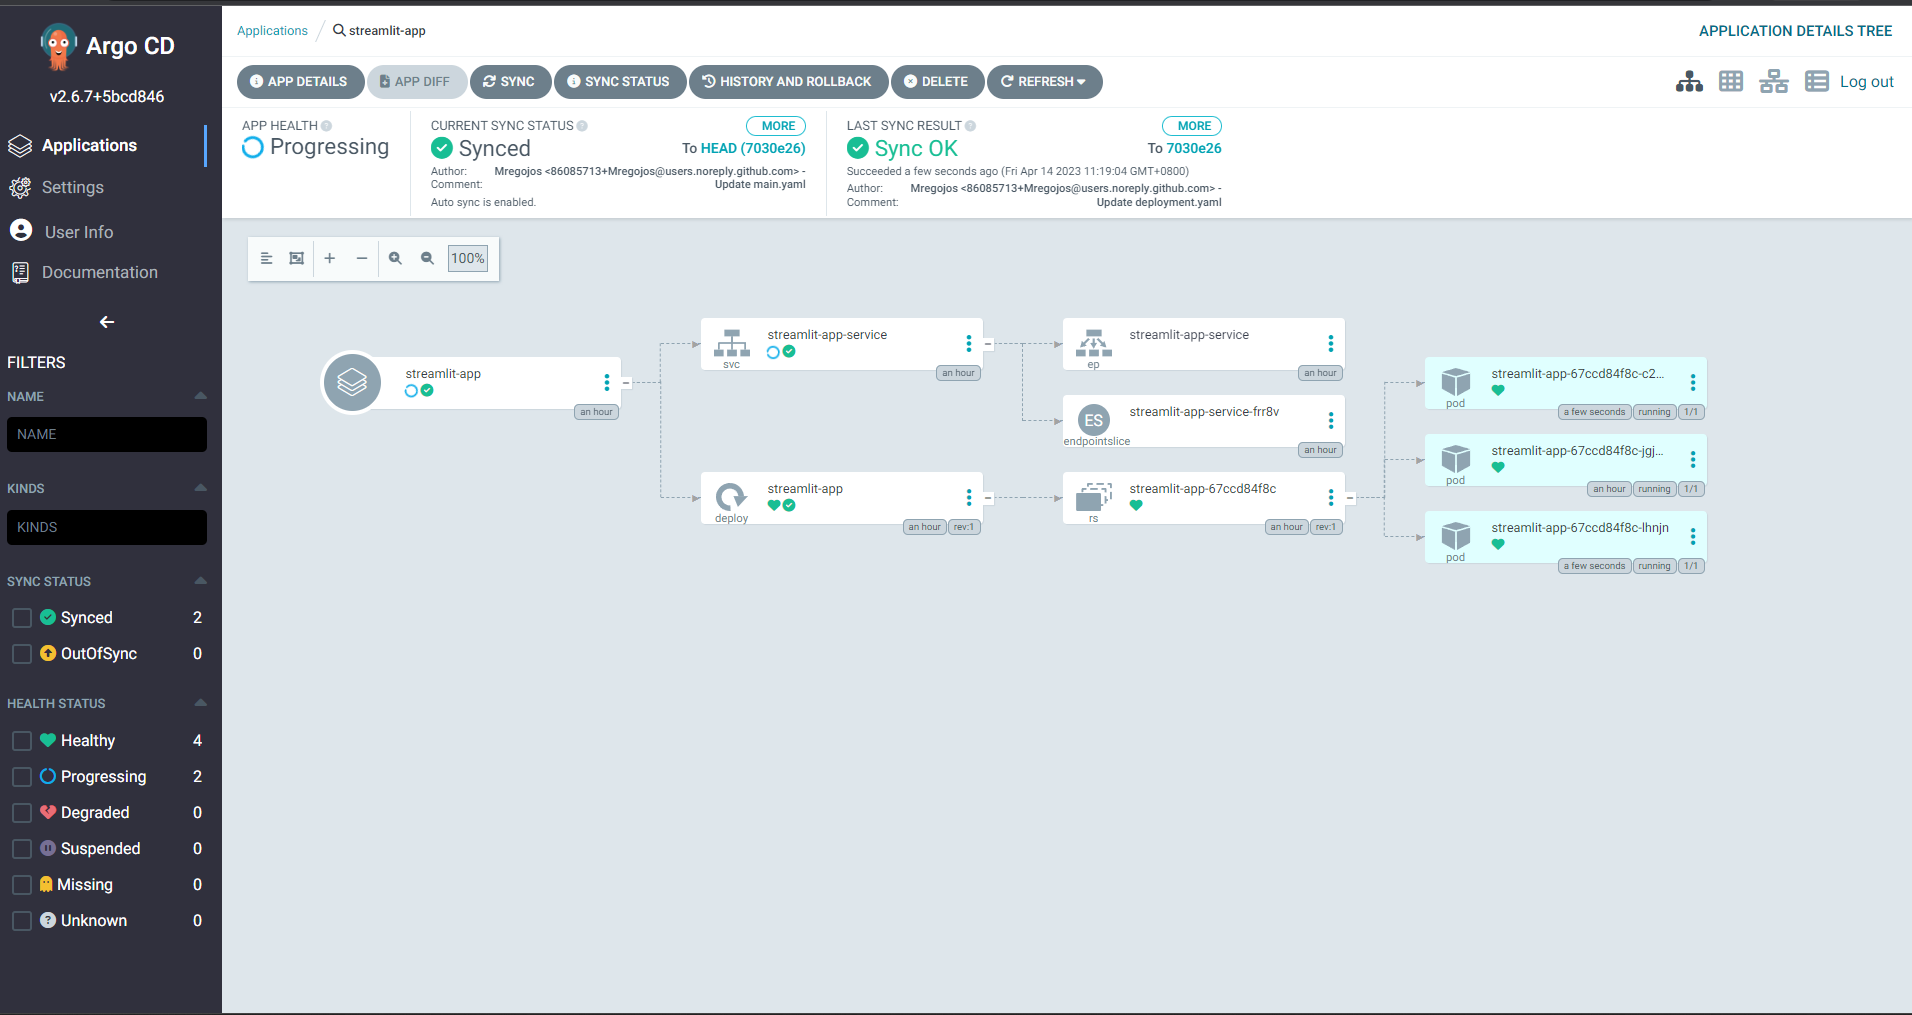 Argo CD
v2.6.7+5bcd846
Applications
Settings
User Info
Documentation
FILTERS
NAME
NAME
KINDS
KINDS
SYNC STATUS
Synced 2
OutOfSync 0
HEALTH STATUS
Healthy 4
Progressing 2
Degraded 0
Suspended 0
Missing 0
Unknown 0
Applications / streamlit-app
APPLICATION DETAILS TREE
APP DETAILS APP DIFF SYNC SYNC STATUS HISTORY AND ROLLBACK DELETE REFRESH
Log out
APP HEALTH
Progressing
CURRENT SYNC STATUS MORE
Synced To HEAD (7030e26)
Author: Mregojos <86085713+Mregojos@users.noreply.github.com> -
Comment: Update main.yaml
Auto sync is enabled.
LAST SYNC RESULT MORE
Sync OK To 7030e26
Succeeded a few seconds ago (Fri Apr 14 2023 11:19:04 GMT+0800)
Author: Mregojos <86085713+Mregojos@users.noreply.github.com> -
Comment: Update deployment.yaml
100%
streamlit-app
an hour
streamlit-app-service
svc
an hour
streamlit-app
deploy
an hour rev:1
streamlit-app-service
ep
an hour
ES
streamlit-app-service-frr8v
endpointslice
an hour
streamlit-app-67ccd84f8c
rs
an hour rev:1
streamlit-app-67ccd84f8c-c2...
pod
a few seconds running 1/1
streamlit-app-67ccd84f8c-jgj...
pod
an hour running 1/1
streamlit-app-67ccd84f8c-lhnjn
pod
a few seconds running 1/1